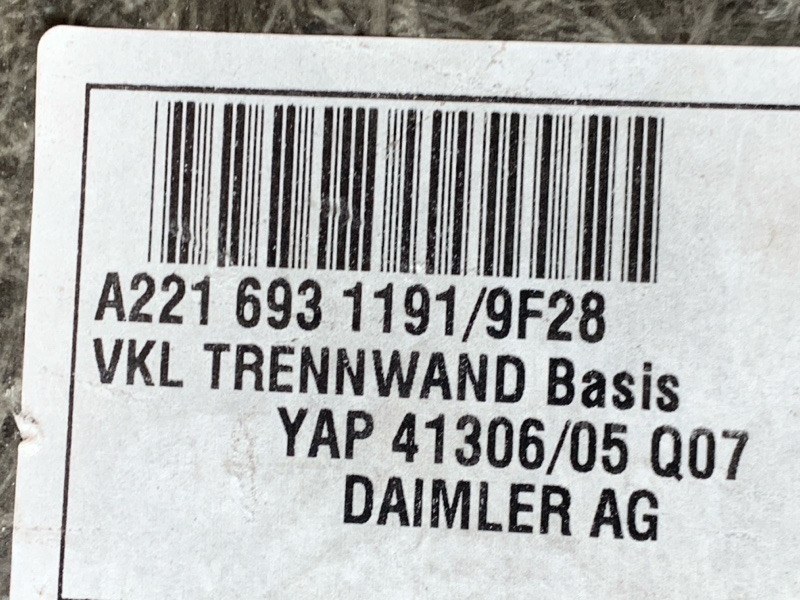 A221 693 1191/9F28
VKL TRENNWAND Basis
YAP 41306/05 Q07
DAIMLER AG